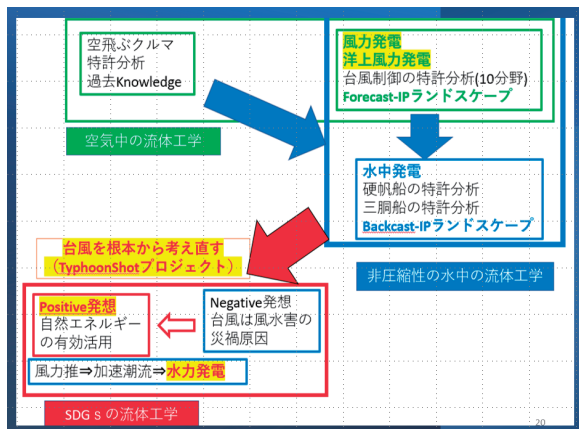 空飛ぶクルマ
特許分析
過去Knowledge
風力発電
洋上風力発電
台風制御の特許分析(10分野)
Forecast-IPランドスケープ
空気中の流体工学
水中発電
硬帆船の特許分析
三胴船の特許分析
Backcast-IPランドスケープ
非圧縮性の水中の流体工学
台風を根本から考え直す
（TyphoonShotプロジェクト）
Positive発想
自然エネルギー
の有効活用
Negative発想
台風は風水害の
災禍原因
風力推⇒加速潮流⇒水力発電
SDGｓの流体工学
20